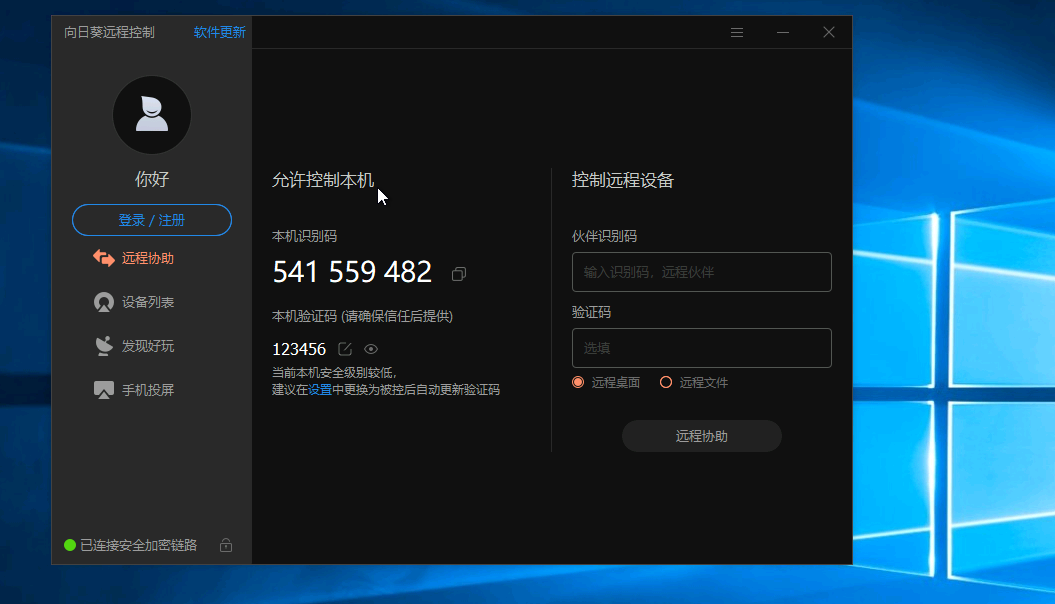 向日葵远程控制
软件更新
你好
登录 / 注册
远程协助
设备列表
发现好玩
手机投屏
已连接安全加密链路
允许控制本机
本机识别码
541 559 482
本机验证码 (请确保信任后提供)
123456
当前本机安全级别较低，
建议在设置中更换为被控后自动更新验证码
控制远程设备
伙伴识别码
输入识别码，远程伙伴
验证码
选填
远程桌面
远程文件
远程协助